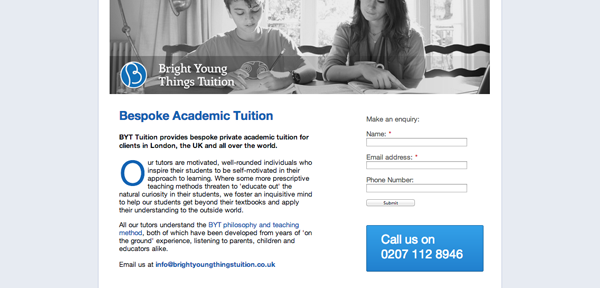 B
Bright Young
Things Tuition
Bespoke Academic Tuition
BYT Tuition provides bespoke private academic tuition for
clients in London, the UK and all over the world.
Our tutors are motivated, well-rounded individuals who
inspire their students to be self-motivated in their
approach to learning. Where some more prescriptive
teaching methods threaten to 'educate out' the
natural curiosity in their students, we foster an inquisitive mind
to help our students get beyond their textbooks and apply
their understanding to the outside world.
All our tutors understand the BYT philosophy and teaching
method, both of which have been developed from years of 'on
the ground' experience, listening to parents, children and
educators alike.
Email us at info@brightyoungthingstuition.co.uk
Make an enquiry:
Name: *
Email address: *
Phone Number:
Submit
Call us on
0207 112 8946